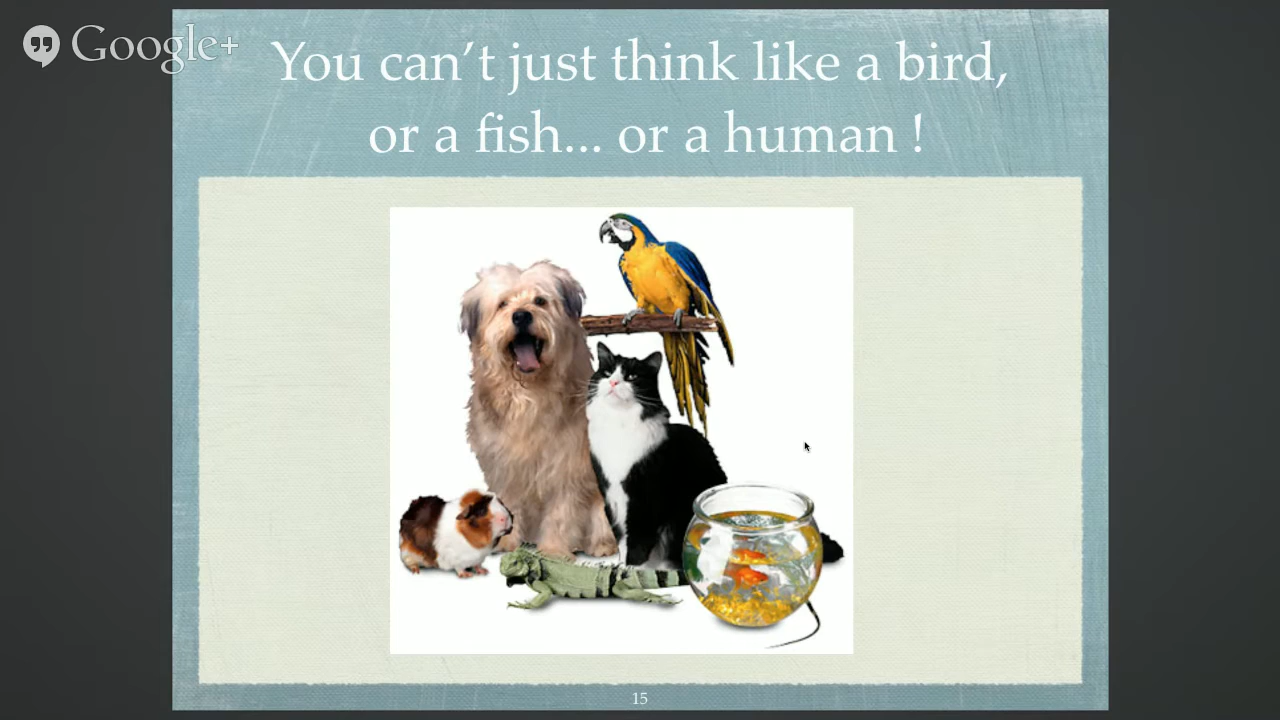 Google+
You can’t just think like a bird,
or a fish... or a human !
15